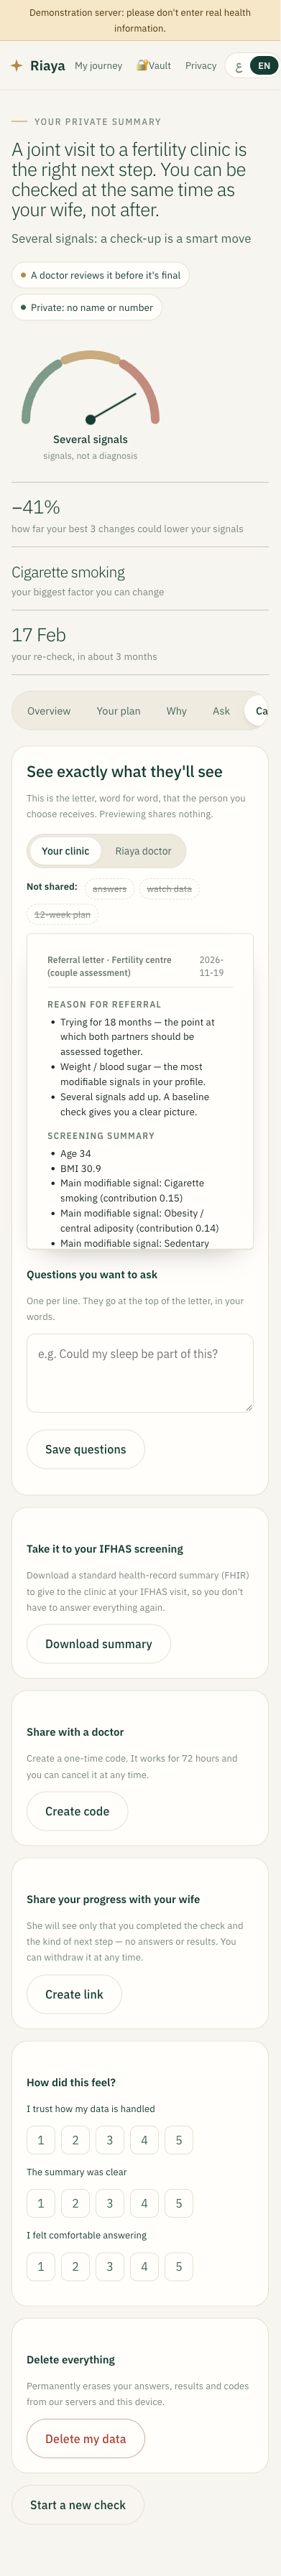 Demonstration server: please don't enter real health
information.
Riaya My journey 🔐Vault Privacy ع EN
YOUR PRIVATE SUMMARY
A joint visit to a fertility clinic is
the right next step. You can be
checked at the same time as
your wife, not after.
Several signals: a check-up is a smart move
A doctor reviews it before it's final
Private: no name or number
Several signals
signals, not a diagnosis
−41%
how far your best 3 changes could lower your signals
Cigarette smoking
your biggest factor you can change
17 Feb
your re-check, in about 3 months
Overview Your plan Why Ask Ca
See exactly what they'll see
This is the letter, word for word, that the person you
choose receives. Previewing shares nothing.
Your clinic Riaya doctor
Not shared: answers watch data
12-week plan
Referral letter · Fertility centre 2026-
(couple assessment) 11-19
REASON FOR REFERRAL
• Trying for 18 months — the point at
which both partners should be
assessed together.
• Weight / blood sugar — the most
modifiable signals in your profile.
• Several signals add up. A baseline
check gives you a clear picture.
SCREENING SUMMARY
• Age 34
• BMI 30.9
• Main modifiable signal: Cigarette
smoking (contribution 0.15)
• Main modifiable signal: Obesity /
central adiposity (contribution 0.14)
• Main modifiable signal: Sedentary
Questions you want to ask
One per line. They go at the top of the letter, in your
words.
e.g. Could my sleep be part of this?
Save questions
Take it to your IFHAS screening
Download a standard health-record summary (FHIR)
to give to the clinic at your IFHAS visit, so you don't
have to answer everything again.
Download summary
Share with a doctor
Create a one-time code. It works for 72 hours and
you can cancel it at any time.
Create code
Share your progress with your wife
She will see only that you completed the check and
the kind of next step — no answers or results. You
can withdraw it at any time.
Create link
How did this feel?
I trust how my data is handled
1 2 3 4 5
The summary was clear
1 2 3 4 5
I felt comfortable answering
1 2 3 4 5
Delete everything
Permanently erases your answers, results and codes
from our servers and this device.
Delete my data
Start a new check